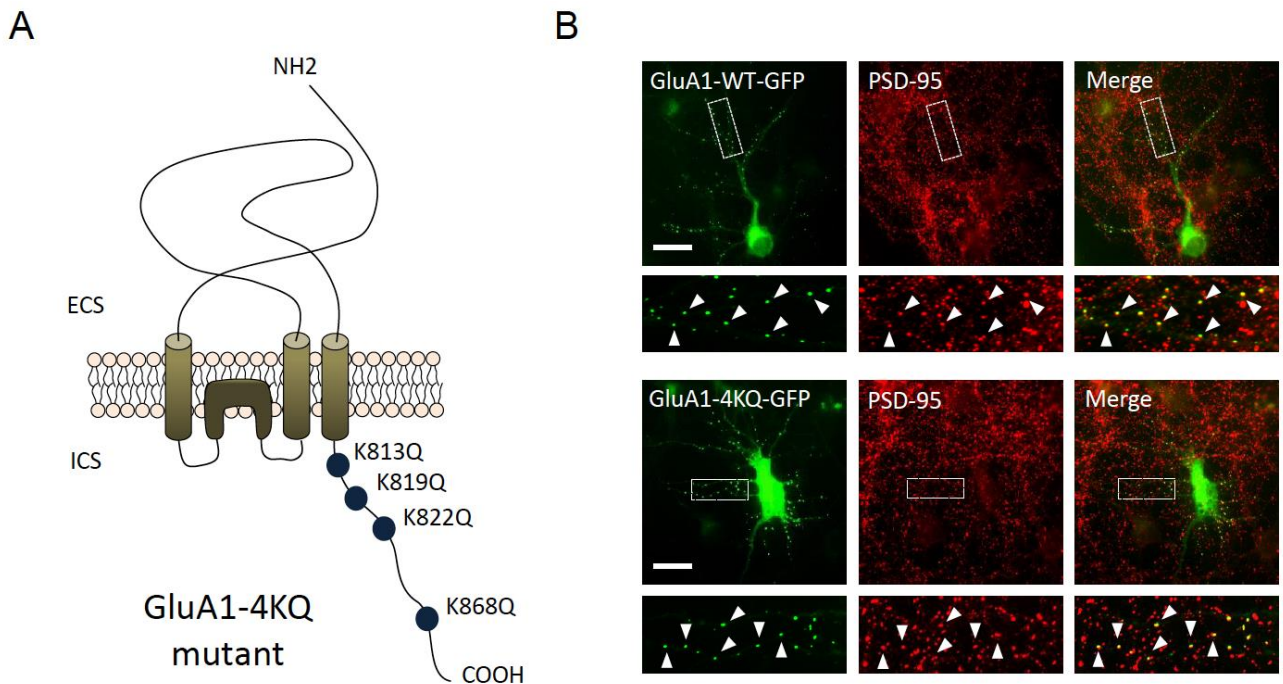 A
NH2
ECS
ICS
K813Q
K819Q
K822Q
K868Q
COOH
GluA1-4KQ
mutant
B
GluA1-WT-GFP
PSD-95
Merge
GluA1-4KQ-GFP
PSD-95
Merge